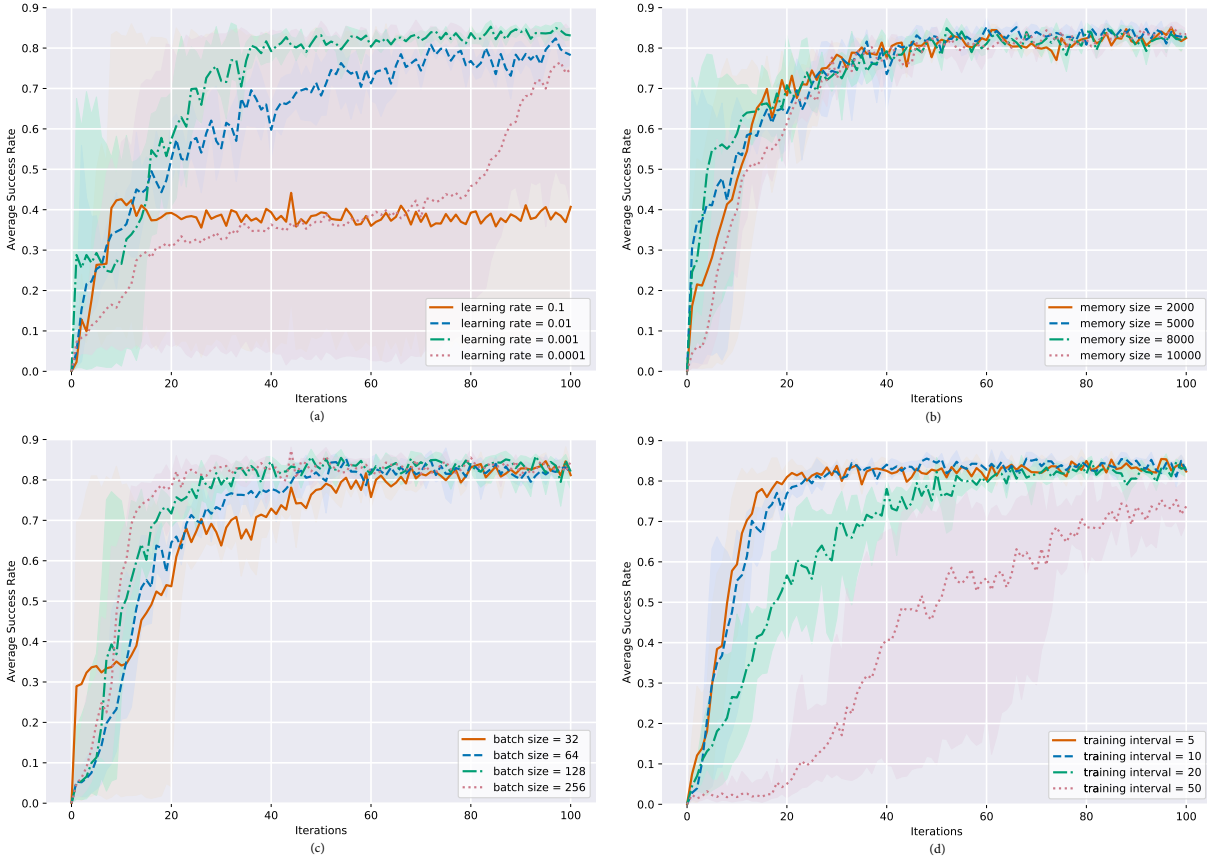 0.9
0.8
0.7
0.6
0.5
0.4
0.3
0.2
0.1
0.0
Average Success Rate
learning rate = 0.1
learning rate = 0.01
learning rate = 0.001
learning rate = 0.0001
0 20 40 60 80 100
Iterations
(a)
0.9
0.8
0.7
0.6
0.5
0.4
0.3
0.2
0.1
0.0
Average Success Rate
memory size = 2000
memory size = 5000
memory size = 8000
memory size = 10000
0 20 40 60 80 100
Iterations
(b)
0.9
0.8
0.7
0.6
0.5
0.4
0.3
0.2
0.1
0.0
Average Success Rate
batch size = 32
batch size = 64
batch size = 128
batch size = 256
0 20 40 60 80 100
Iterations
(c)
0.9
0.8
0.7
0.6
0.5
0.4
0.3
0.2
0.1
0.0
Average Success Rate
training interval = 5
training interval = 10
training interval = 20
training interval = 50
0 20 40 60 80 100
Iterations
(d)